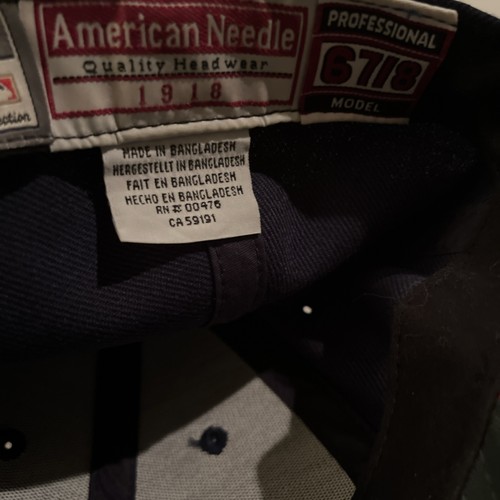 American Needle
Quality Headwear
1918
PROFESSIONAL
6 7/8
MODEL
MADE IN BANGLADESH
HERGESTELLT IN BANGLADESH
FAIT EN BANGLADESH
HECHO EN BANGLADESH
RN # 00476
CA 59191